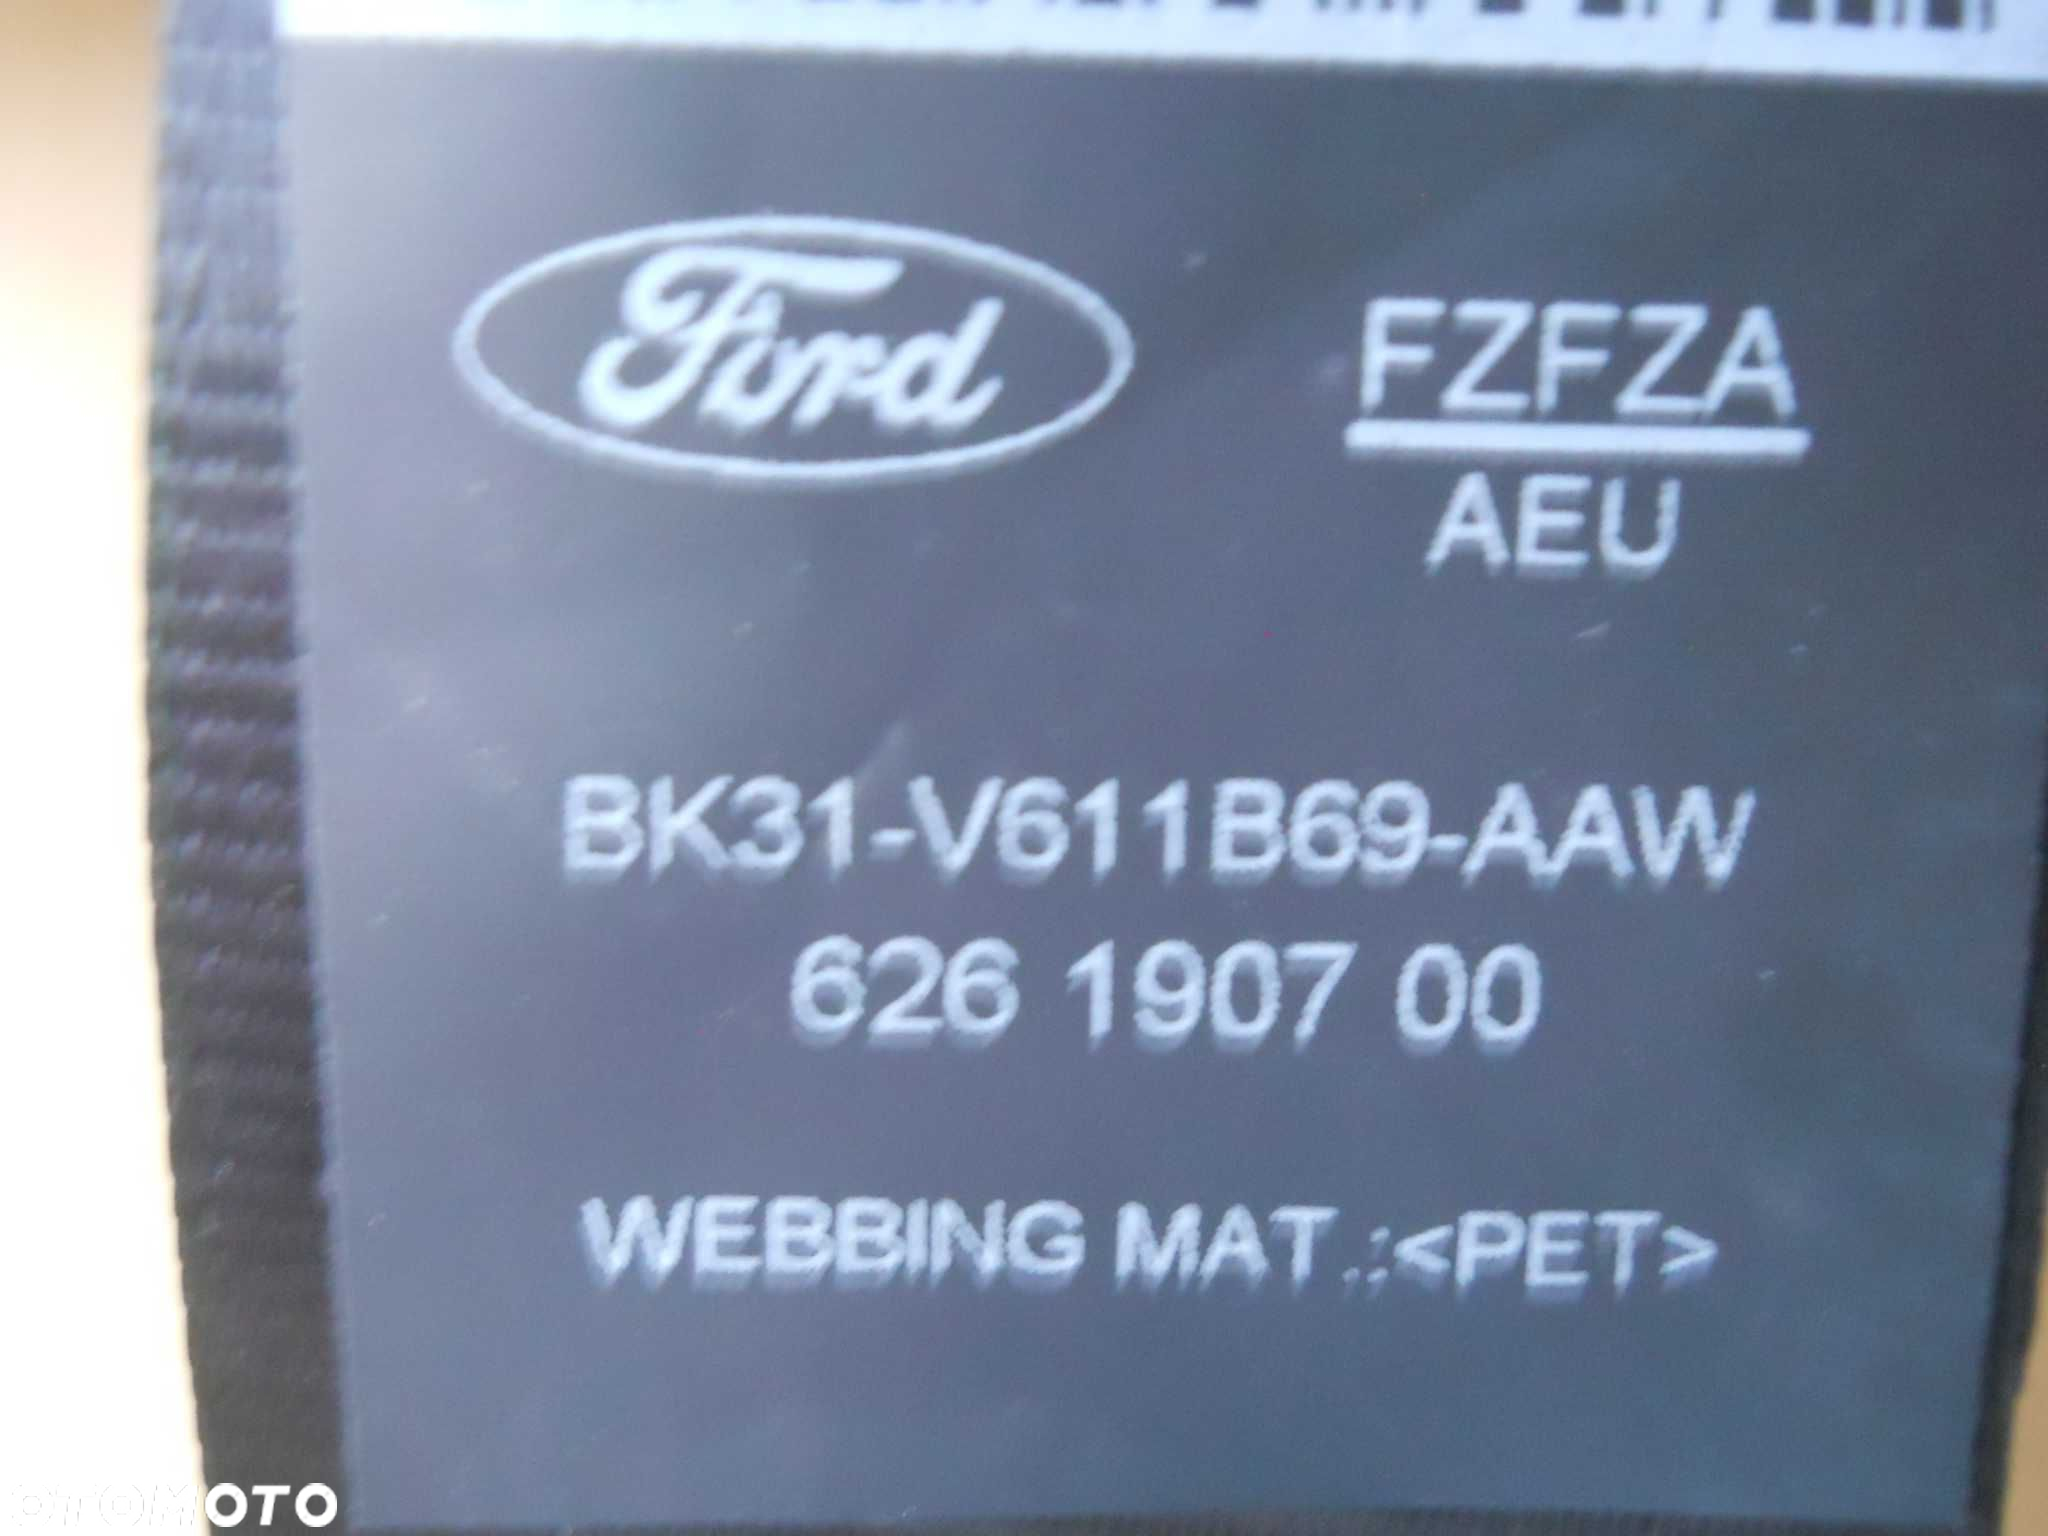 Ford
FZFZA
AEU
BK31-V611B69-AAW
626 1907 00
WEBBING MAT.:<PET>
OTOMOTO